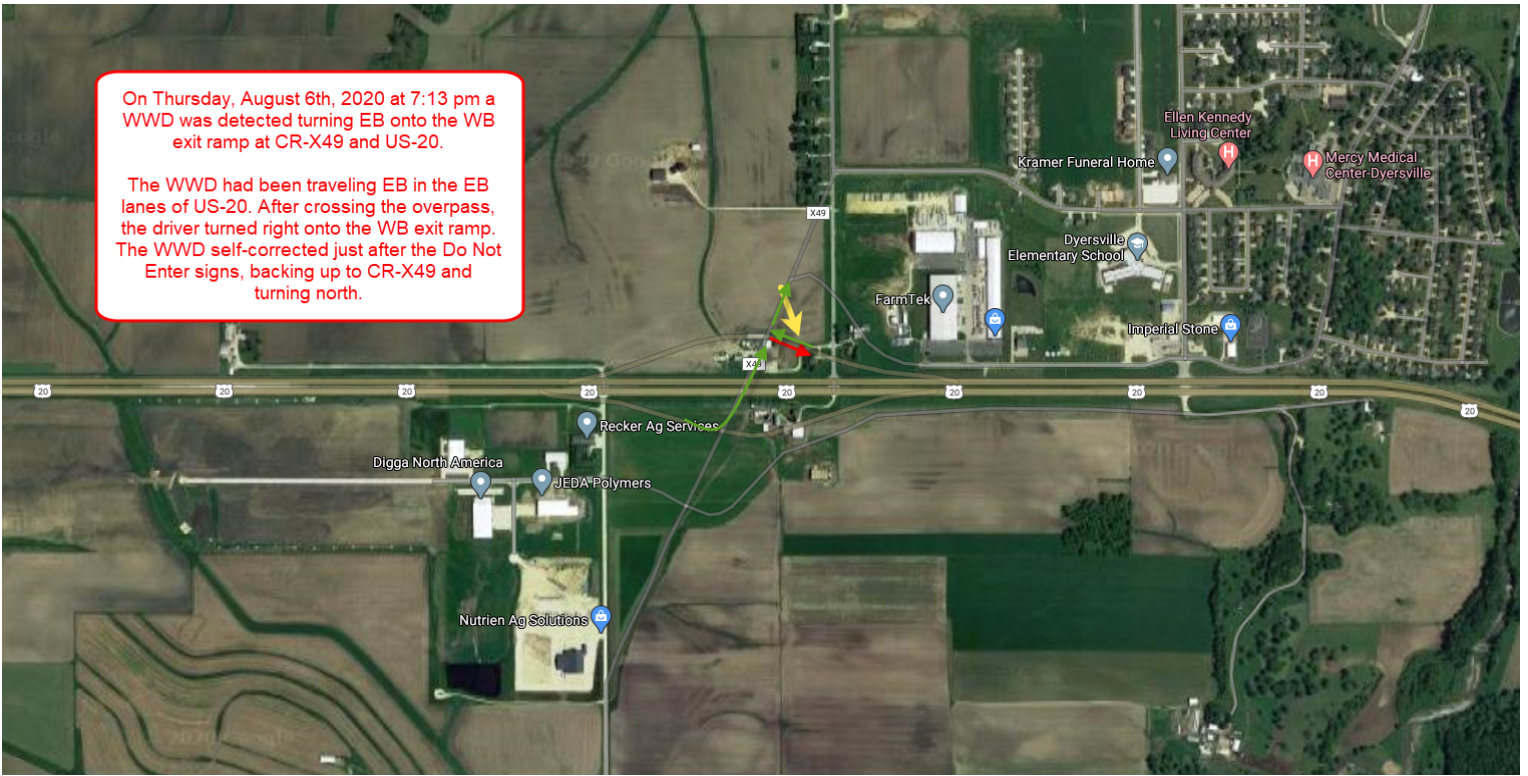 On Thursday, August 6th, 2020 at 7:13 pm a
WWD was detected turning EB onto the WB
exit ramp at CR-X49 and US-20.
The WWD had been traveling EB in the EB
lanes of US-20. After crossing the overpass,
the driver turned right onto the WB exit ramp.
The WWD self-corrected just after the Do Not
Enter signs, backing up to CR-X49 and
turning north.
Ellen Kennedy
Living Center
Kramer Funeral Home
H
H
Mercy Medical
Center-Dyersville
X49
Dyersville
Elementary School
FarmTek
Imperial Stone
X49
20
20
20
20
20
20
20
20
20
Recker Ag Services
Digga North America
JEDA Polymers
Nutrien Ag Solutions